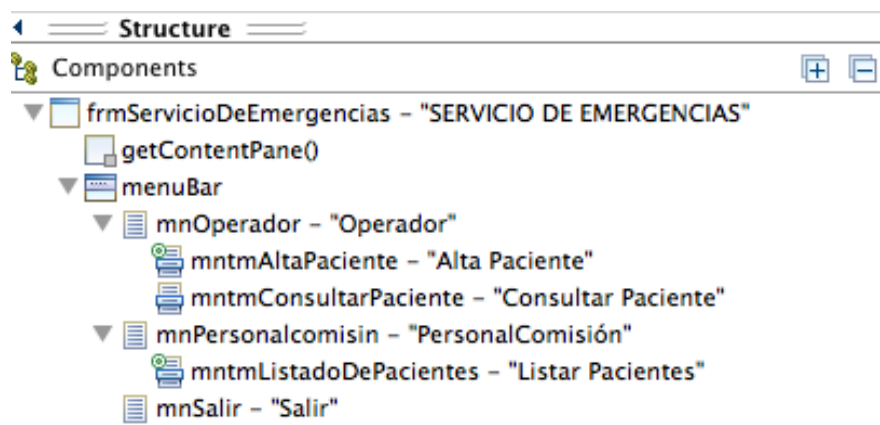 Structure
Components
frmServicioDeEmergencias – "SERVICIO DE EMERGENCIAS"
getContentPane()
menuBar
mnOperador – "Operador"
mntmAltaPaciente – "Alta Paciente"
mntmConsultarPaciente – "Consultar Paciente"
mnPersonalcomisin – "PersonalComisión"
mntmListadoDePacientes – "Listar Pacientes"
mnSalir – "Salir"